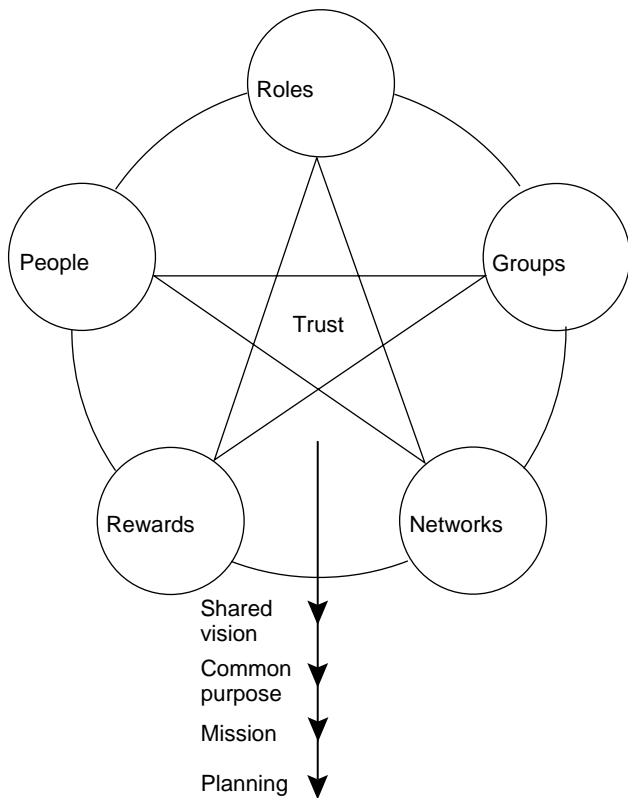 Roles
People
Groups
Trust
Rewards
Networks
Shared
vision
Common
purpose
Mission
Planning